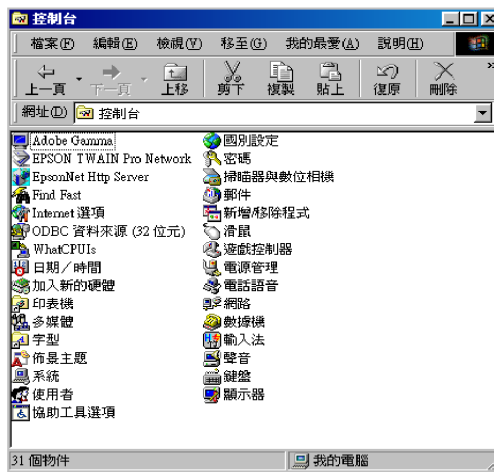 控制台
檔案(F) 編輯(E) 檢視(V) 移至(G) 我的最愛(A) 說明(H)
上一頁 下一頁 上移 剪下 複製 貼上 復原 刪除 »
網址(D) 控制台
Adobe Gamma
EPSON TWAIN Pro Network
EpsonNet Http Server
Find Fast
Internet 選項
ODBC 資料來源 (32 位元)
WhatCPUIs
日期／時間
加入新的硬體
印表機
多媒體
字型
佈景主題
系統
使用者
協助工具選項
國別設定
密碼
掃瞄器與數位相機
郵件
新增/移除程式
滑鼠
遊戲控制器
電源管理
電話語音
網路
數據機
輸入法
聲音
鍵盤
顯示器
31 個物件
我的電腦